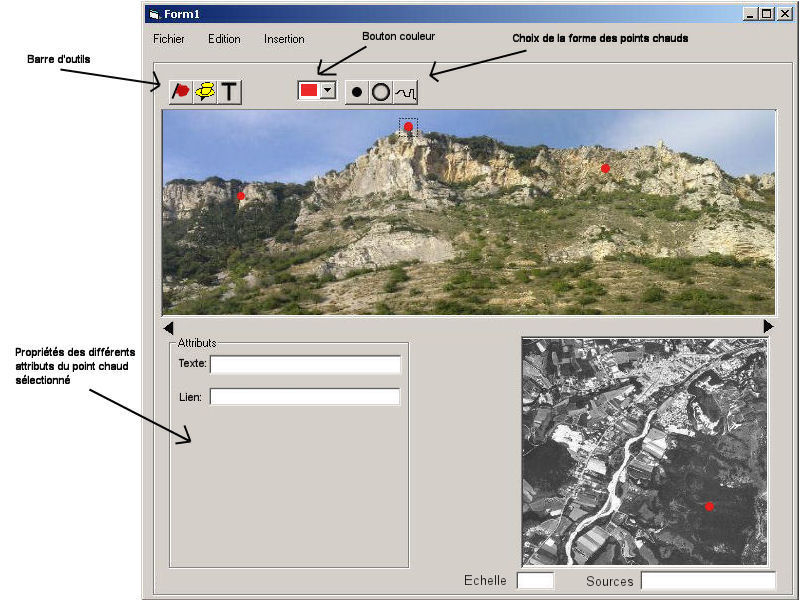 Form1
Fichier Edition Insertion
Bouton couleur
Choix de la forme des points chauds
Barre d'outils
T
Propriétés des différents
attributs du point chaud
sélectionné
Attributs
Texte:
Lien:
Echelle
Sources